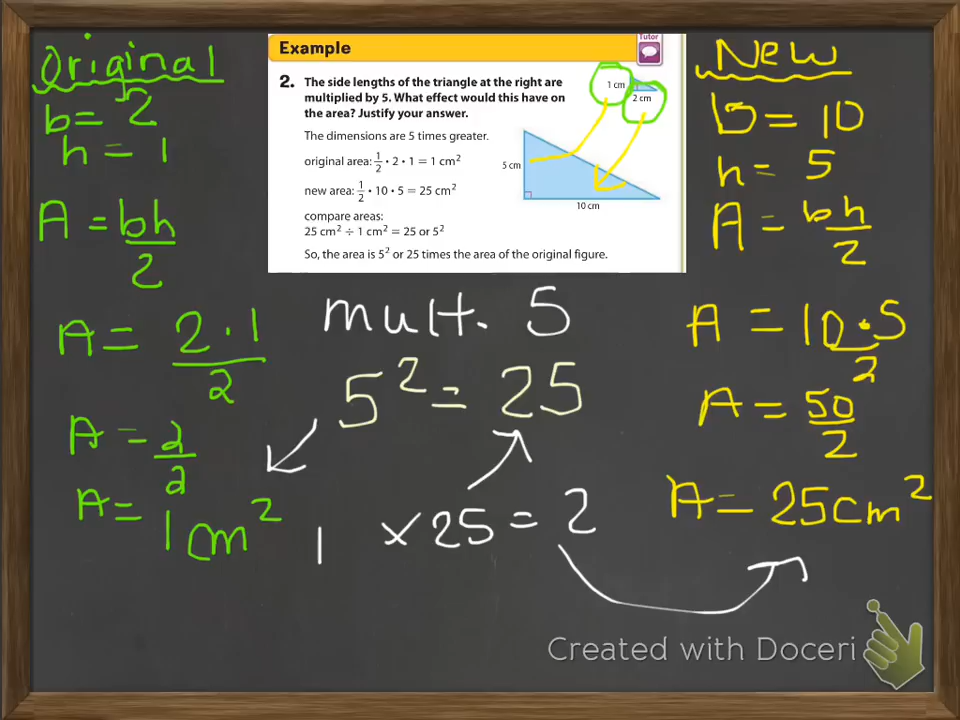 Original
b = 2
h = 1
A = bh/2
A = 2 · 1/2
A = 2/2
A = 1 cm²
Example
Tutor
2. The side lengths of the triangle at the right are
multiplied by 5. What effect would this have on
the area? Justify your answer.
The dimensions are 5 times greater.
original area: 1/2 • 2 • 1 = 1 cm²
new area: 1/2 • 10 • 5 = 25 cm²
compare areas:
25 cm² ÷ 1 cm² = 25 or 5²
So, the area is 5² or 25 times the area of the original figure.
1 cm
2 cm
5 cm
10 cm
mult. 5
5² = 25
1 × 25 = 2
New
b = 10
h = 5
A = bh/2
A = 10 • 5/2
A = 50/2
A = 25cm²
Created with Doceri